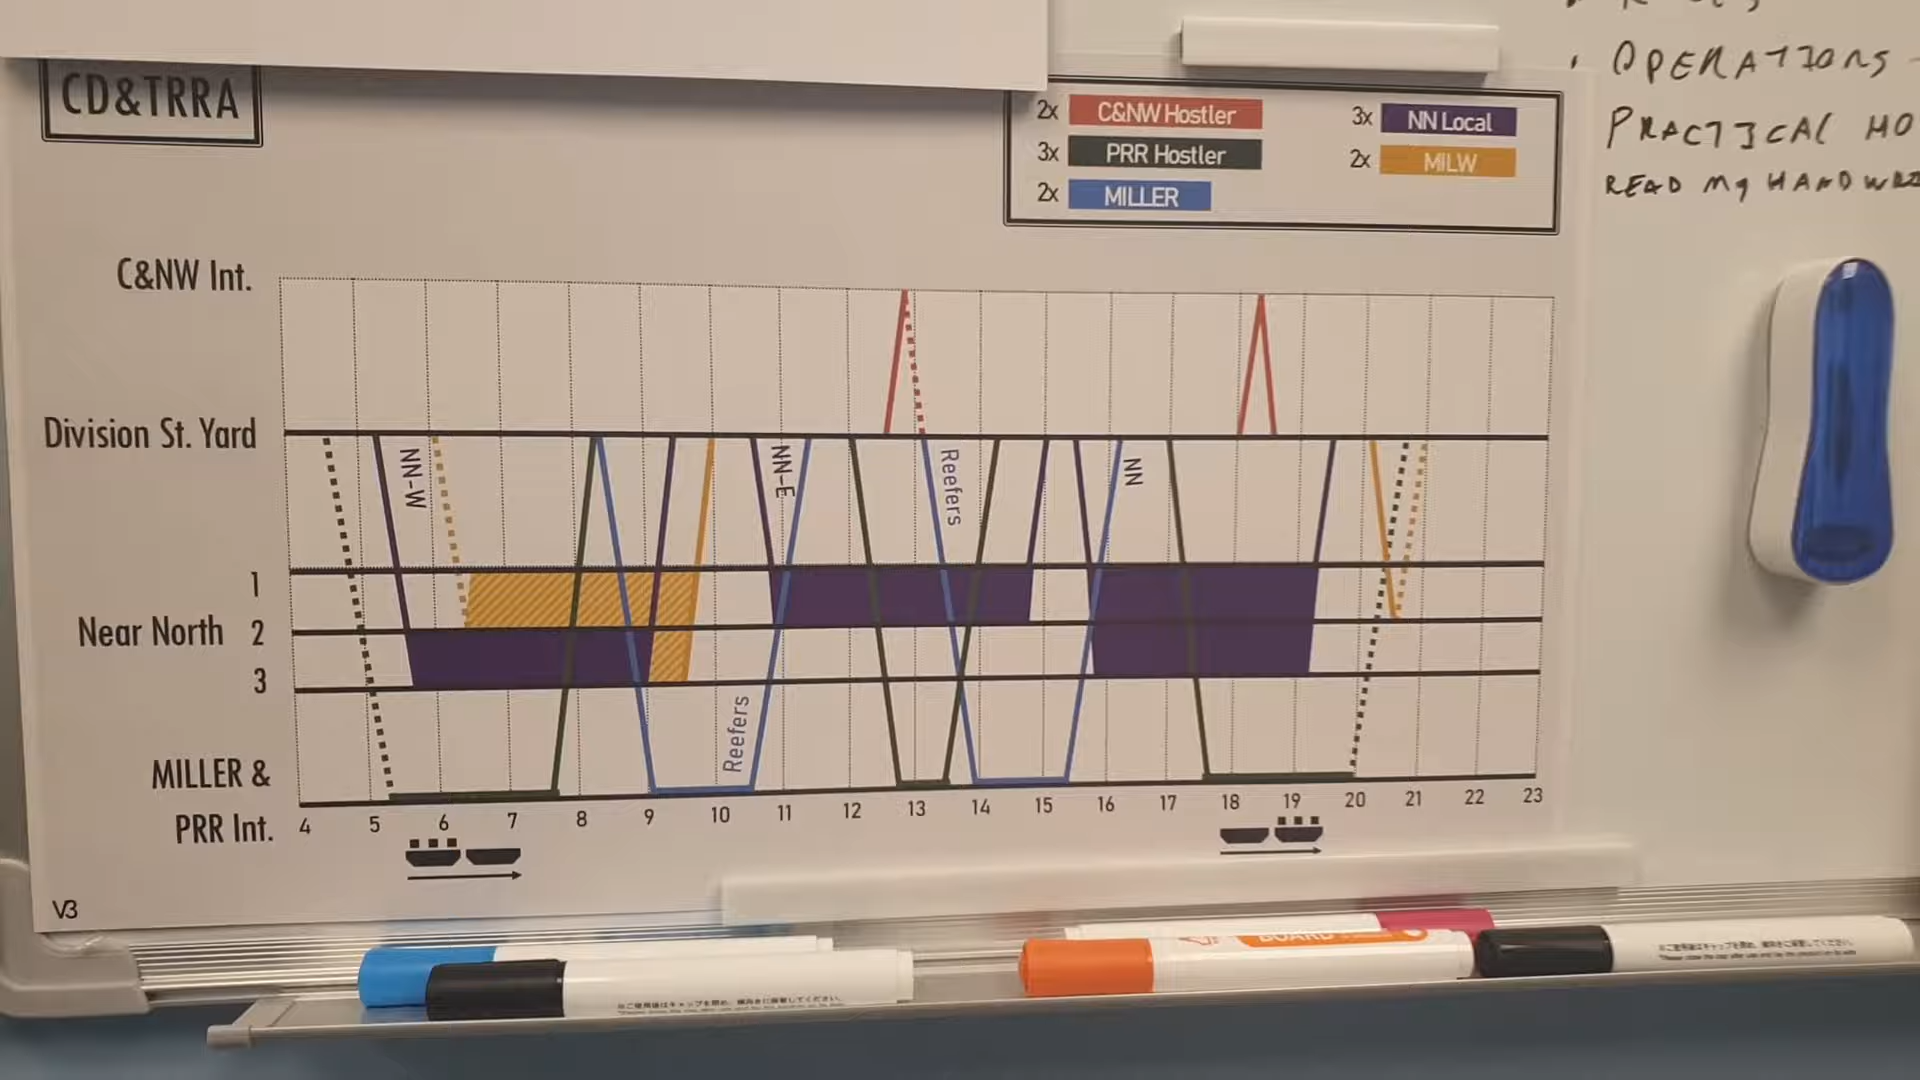 CD&TRRA
2x C&NW Hostler
3x PRR Hostler
2x MILLER
3x NN Local
2x MILW
OPERATIONS
PRACTICAL HO
READ MY HANDWR
C&NW Int.
Division St. Yard
NN-W
NN-E
Reefers
NN
1
Near North 2
3
Reefers
MILLER &
PRR Int.
4 5 6 7 8 9 10 11 12 13 14 15 16 17 18 19 20 21 22 23
V3
BOARD